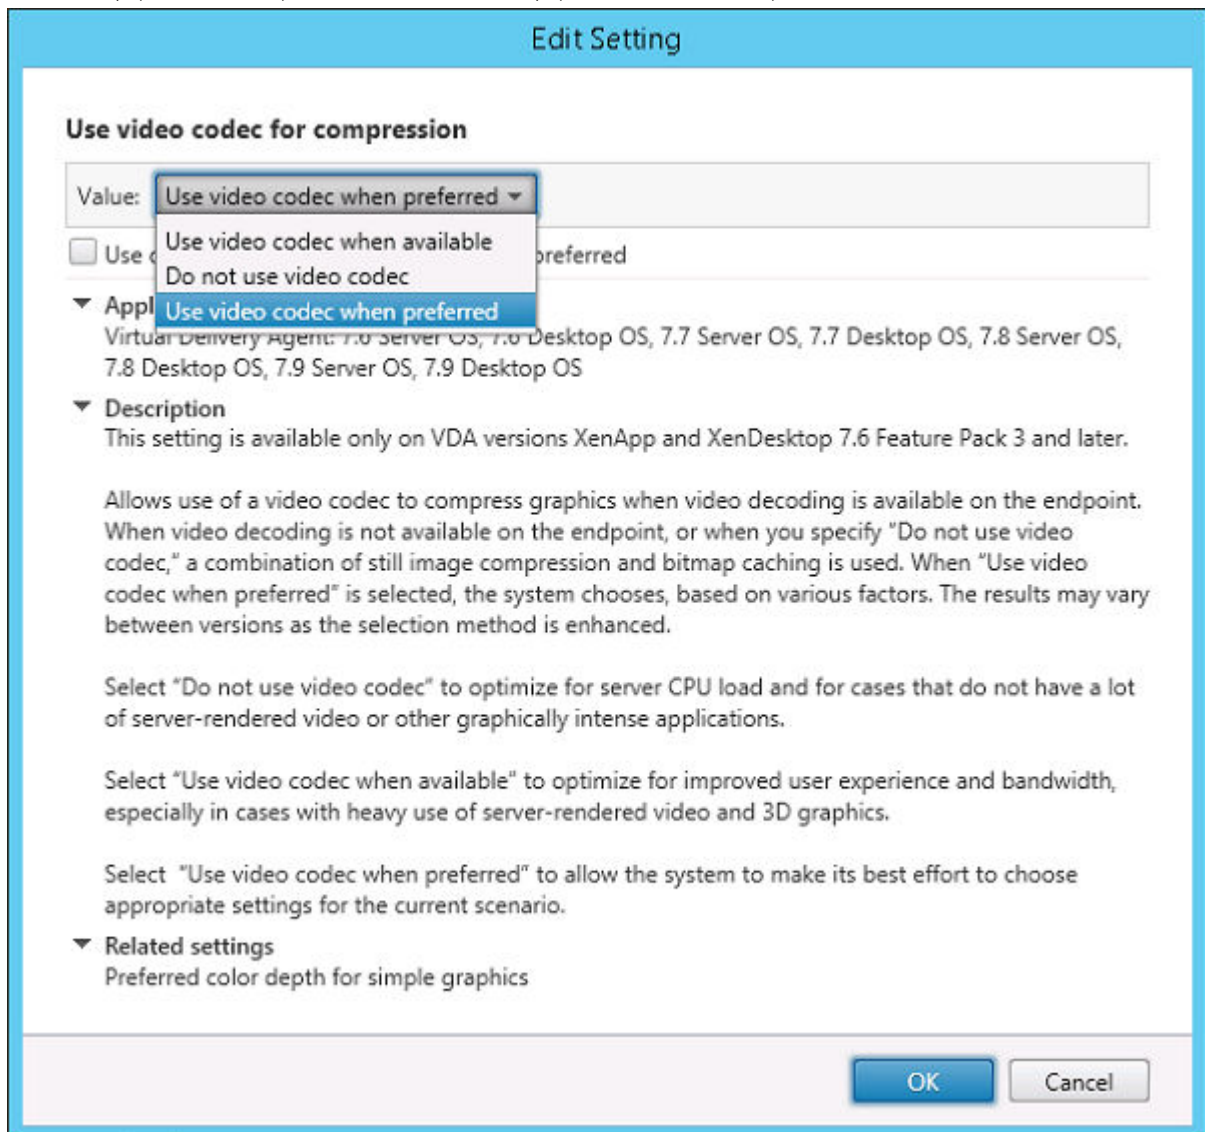 Edit Setting
Use video codec for compression
Value: Use video codec when preferred
Use video codec when available
Use preferred
Do not use video codec
Use video codec when preferred
Virtual Delivery Agent: 7.6 Server OS, 7.6 Desktop OS, 7.7 Server OS, 7.7 Desktop OS, 7.8 Server OS,
7.8 Desktop OS, 7.9 Server OS, 7.9 Desktop OS
Description
This setting is available only on VDA versions XenApp and XenDesktop 7.6 Feature Pack 3 and later.
Allows use of a video codec to compress graphics when video decoding is available on the endpoint.
When video decoding is not available on the endpoint, or when you specify “Do not use video
codec,” a combination of still image compression and bitmap caching is used. When “Use video
codec when preferred” is selected, the system chooses, based on various factors. The results may vary
between versions as the selection method is enhanced.
Select “Do not use video codec” to optimize for server CPU load and for cases that do not have a lot
of server-rendered video or other graphically intense applications.
Select “Use video codec when available” to optimize for improved user experience and bandwidth,
especially in cases with heavy use of server-rendered video and 3D graphics.
Select “Use video codec when preferred” to allow the system to make its best effort to choose
appropriate settings for the current scenario.
Related settings
Preferred color depth for simple graphics
OK
Cancel